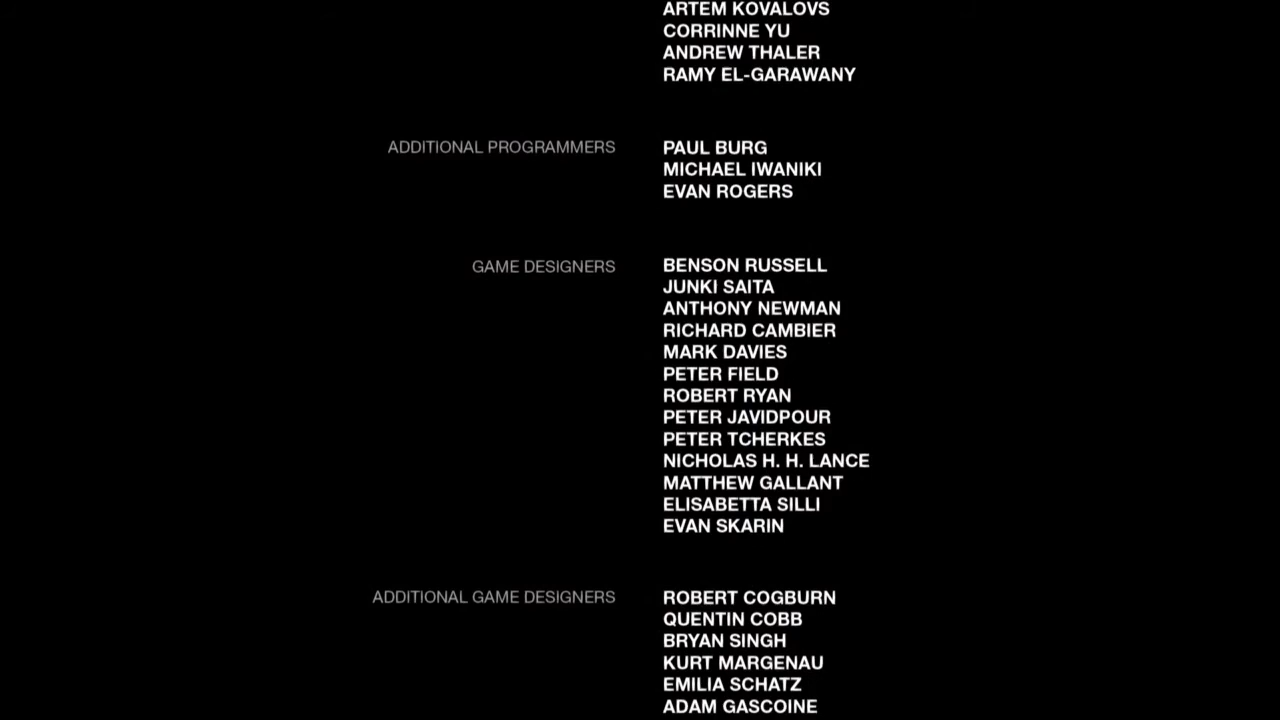 ARTEM KOVALOVS
CORRINNE YU
ANDREW THALER
RAMY EL-GARAWANY
ADDITIONAL PROGRAMMERS PAUL BURG
MICHAEL IWANIKI
EVAN ROGERS
GAME DESIGNERS BENSON RUSSELL
JUNKI SAITA
ANTHONY NEWMAN
RICHARD CAMBIER
MARK DAVIES
PETER FIELD
ROBERT RYAN
PETER JAVIDPOUR
PETER TCHERKES
NICHOLAS H. H. LANCE
MATTHEW GALLANT
ELISABETTA SILLI
EVAN SKARIN
ADDITIONAL GAME DESIGNERS ROBERT COGBURN
QUENTIN COBB
BRYAN SINGH
KURT MARGENAU
EMILIA SCHATZ
ADAM GASCOINE